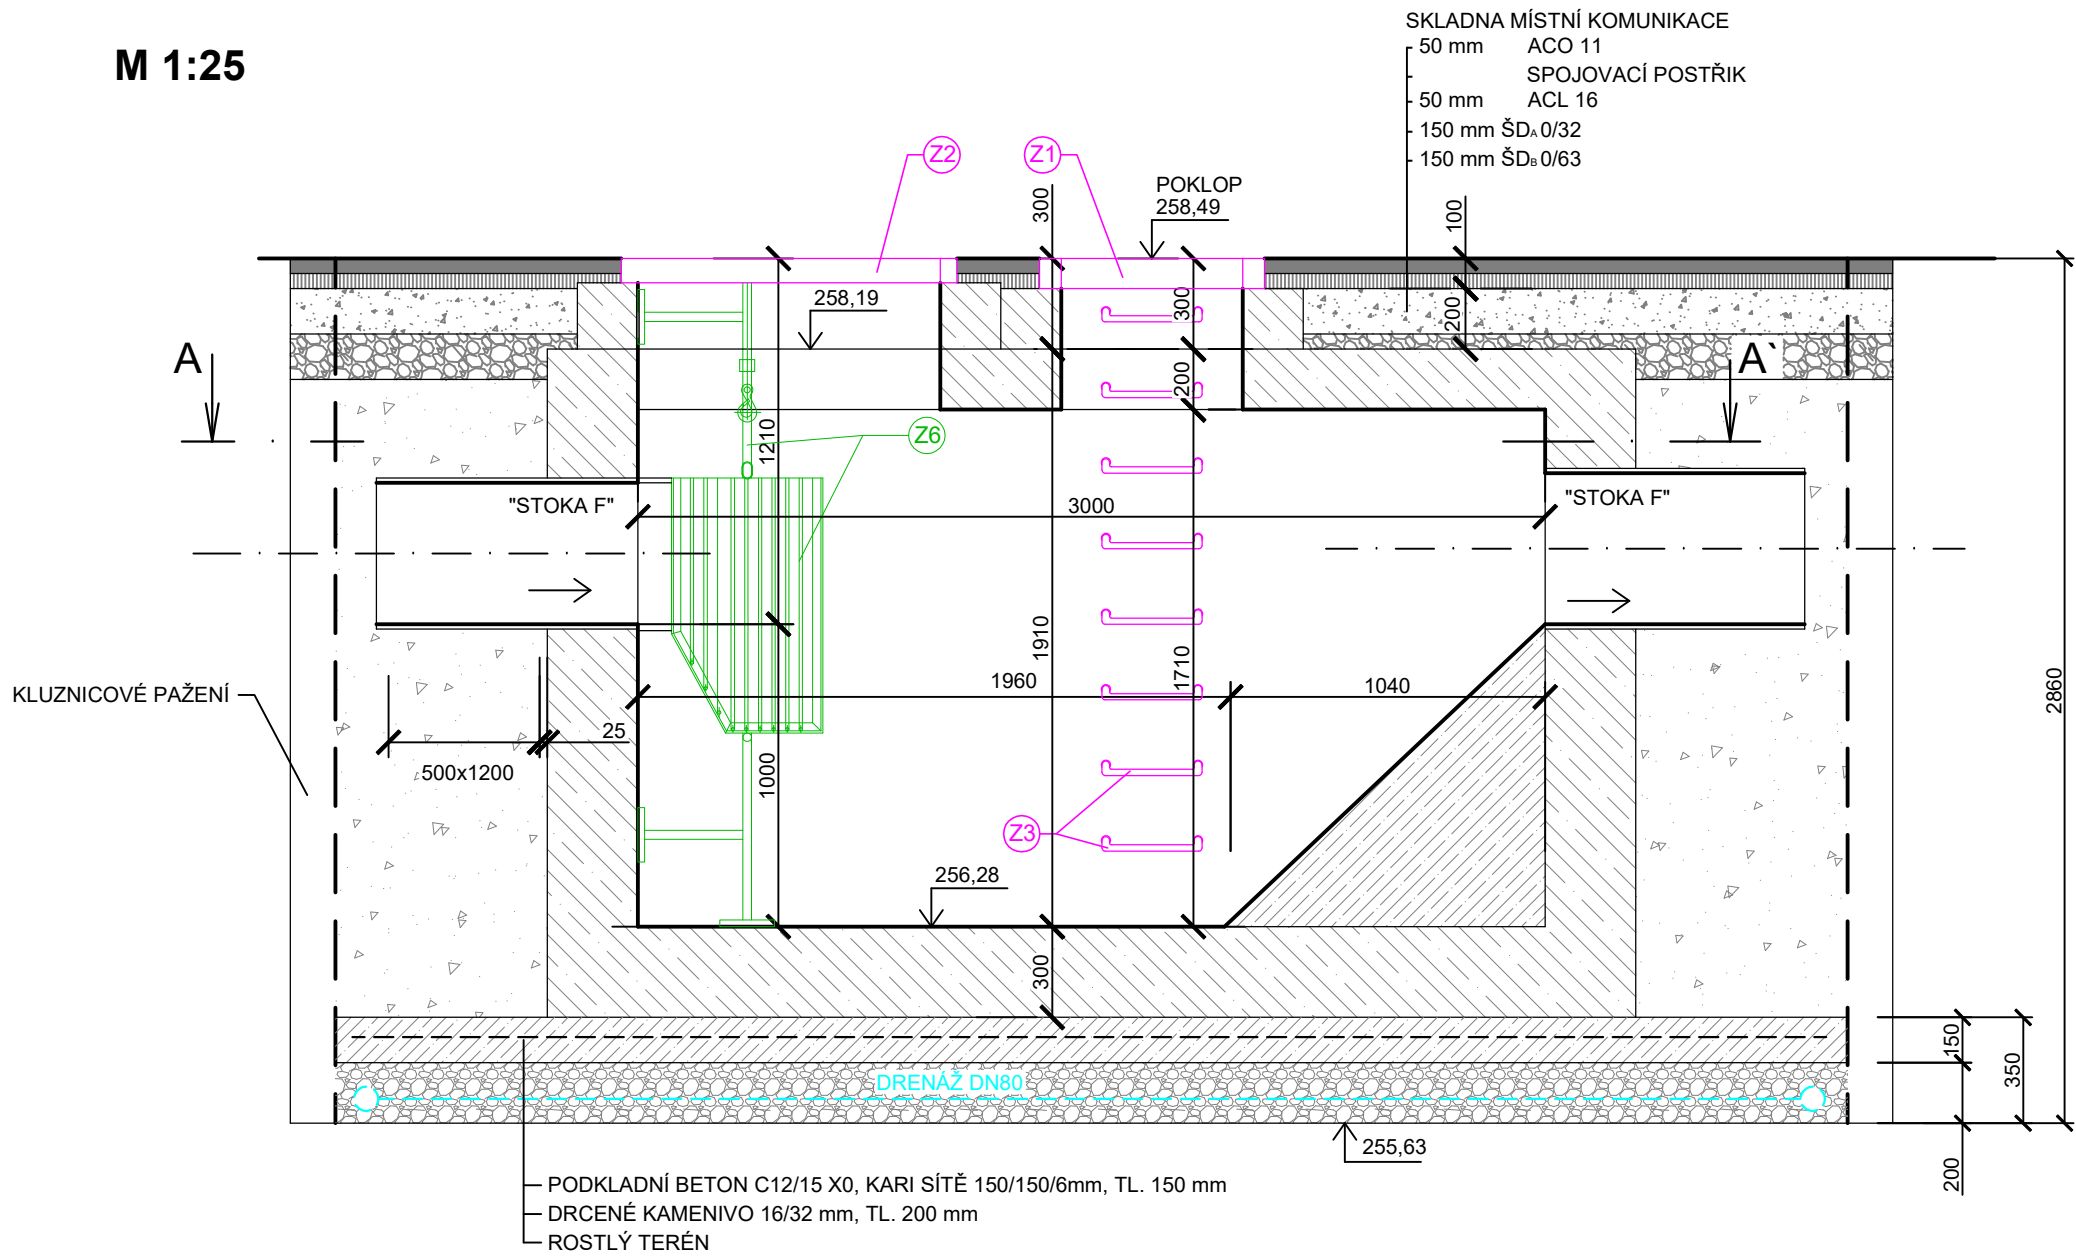 M 1:25
SKLADNA MÍSTNÍ KOMUNIKACE
50 mm ACO 11
SPOJOVACÍ POSTŘIK
50 mm ACL 16
150 mm ŠDA 0/32
150 mm ŠDB 0/63
Z2
Z1
POKLOP
258,49
300
100
258,19
300
200
A
A`
200
1210
Z6
"STOKA F"
3000
"STOKA F"
1910
1710
1960
1040
KLUZNICOVÉ PAŽENÍ
25
500x1200
1000
2860
Z3
256,28
300
150
350
DRENÁŽ DN80
255,63
200
PODKLADNÍ BETON C12/15 X0, KARI SÍTĚ 150/150/6mm, TL. 150 mm
DRCENÉ KAMENIVO 16/32 mm, TL. 200 mm
ROSTLÝ TERÉN